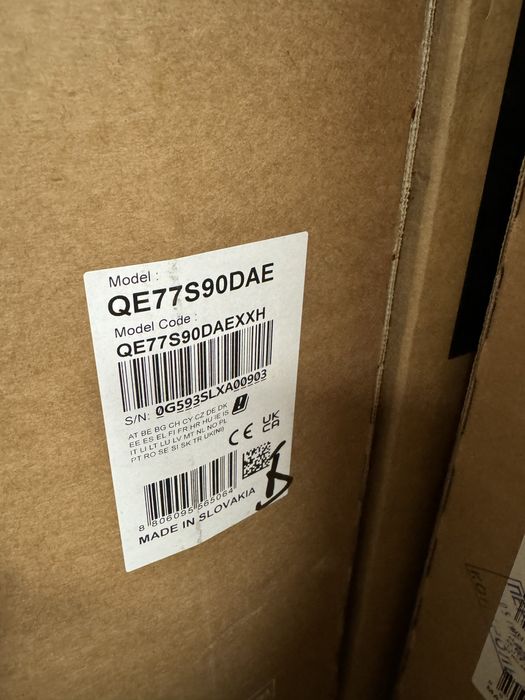 Model :
QE77S90DAE
Model Code :
QE77S90DAEXXH
S/N: 0G593SLXA00903
AT BE BG CH CY CZ DE DK
EE ES EL FI FR HR HU IE IS
IT LI LT LU LV MT NL NO PL
PT RO SE SI SK TR UK(NI)
CE
UK
CA
8 806095 565064
MADE IN SLOVAKIA